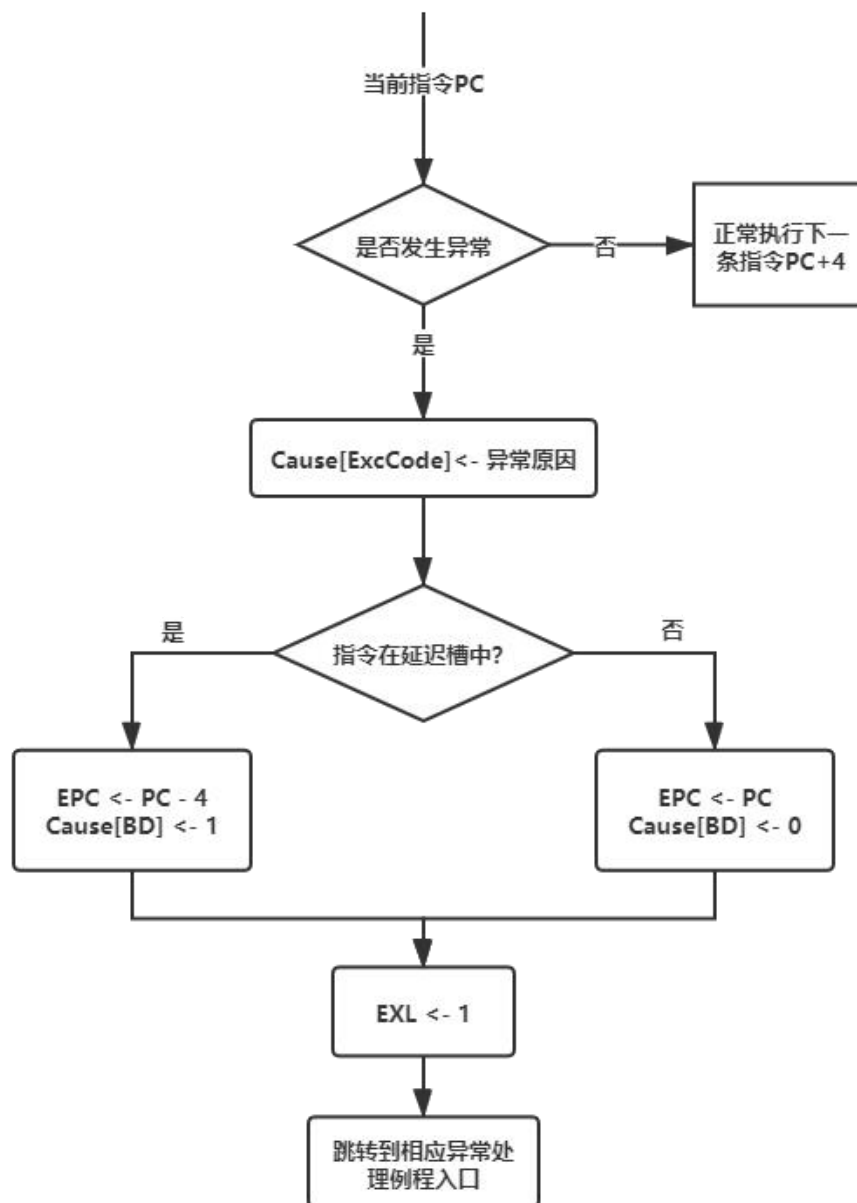 当前指令PC
是否发生异常
否
正常执行下一
条指令PC+4
是
Cause[ExcCode]<- 异常原因
是
指令在延迟槽中?
否
EPC <- PC - 4
Cause[BD] <- 1
EPC <- PC
Cause[BD] <- 0
EXL <- 1
跳转到相应异常处
理例程入口